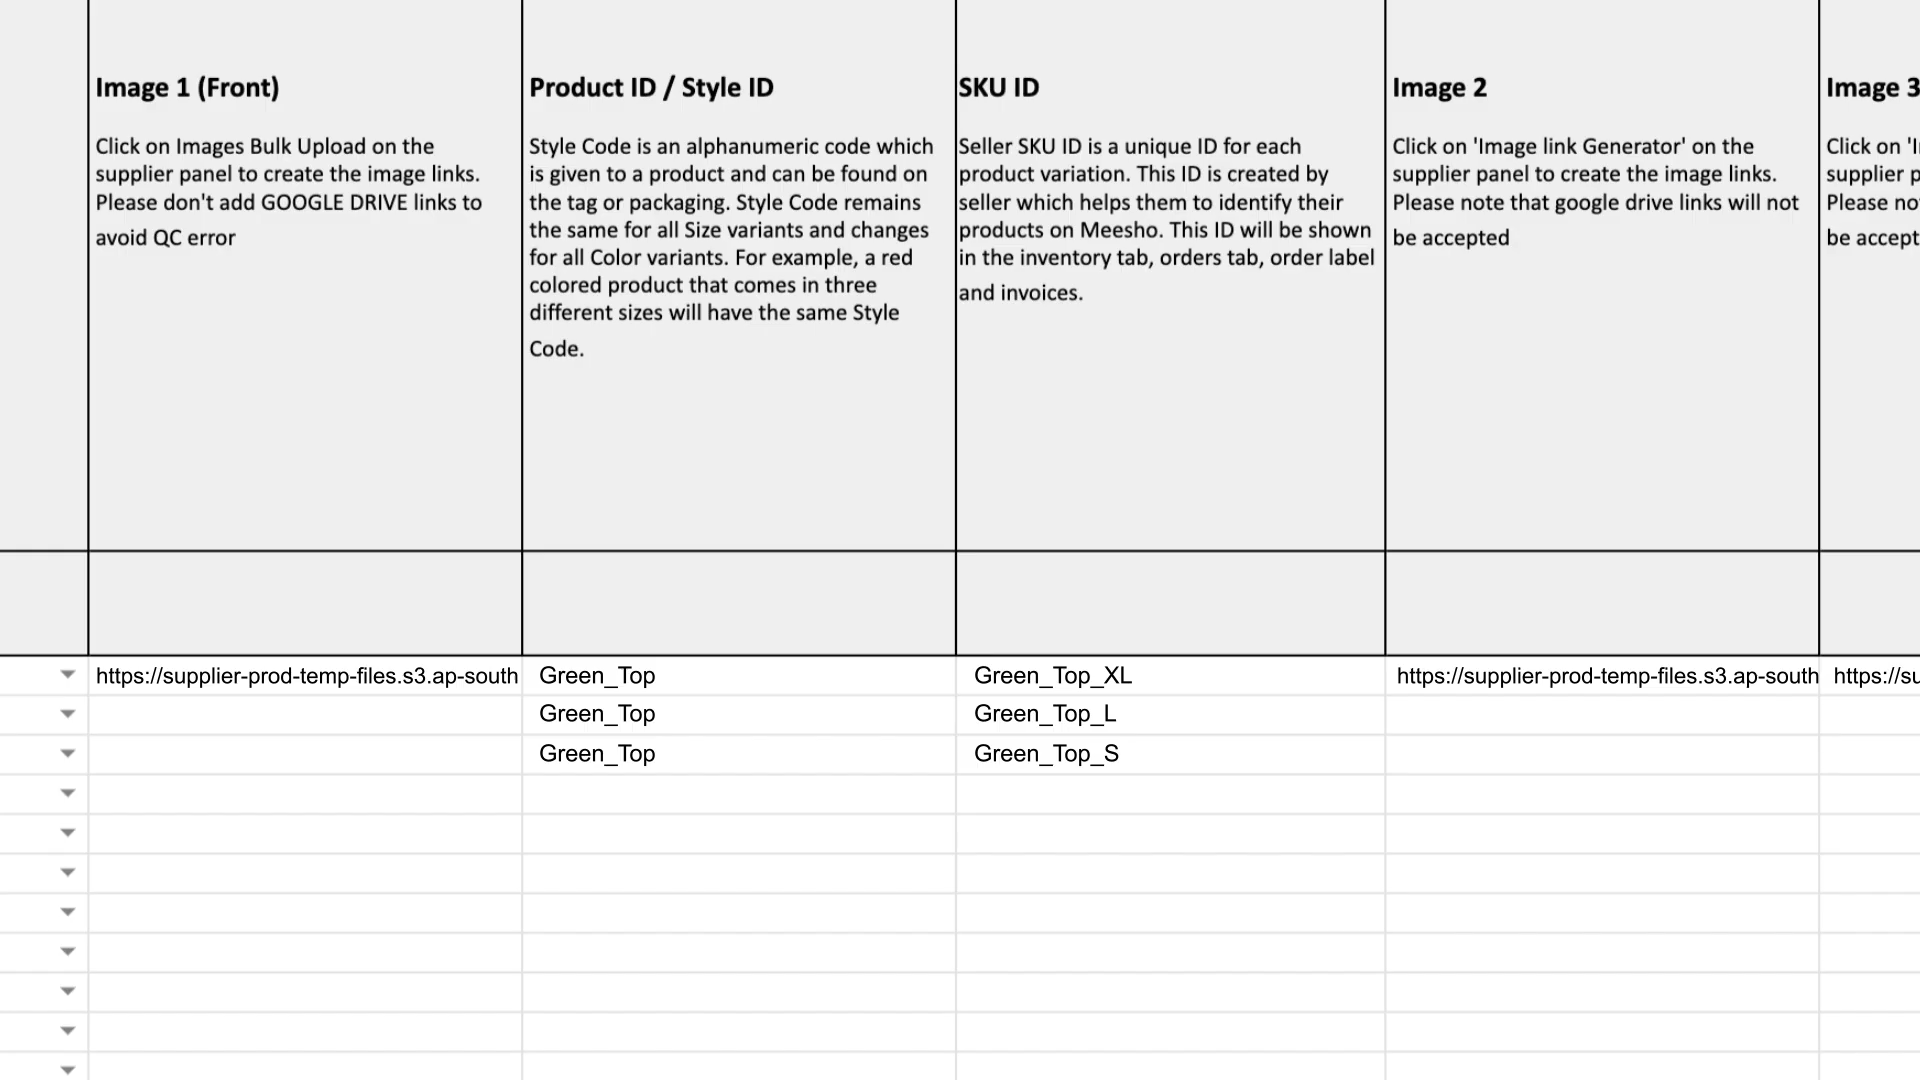 Image 1 (Front)
Click on Images Bulk Upload on the
supplier panel to create the image links.
Please don't add GOOGLE DRIVE links to
avoid QC error
Product ID / Style ID
Style Code is an alphanumeric code which
is given to a product and can be found on
the tag or packaging. Style Code remains
the same for all Size variants and changes
for all Color variants. For example, a red
colored product that comes in three
different sizes will have the same Style
Code.
SKU ID
Seller SKU ID is a unique ID for each
product variation. This ID is created by
seller which helps them to identify their
products on Meesho. This ID will be shown
in the inventory tab, orders tab, order label
and invoices.
Image 2
Click on 'Image link Generator' on the
supplier panel to create the image links.
Please note that google drive links will not
be accepted
Image 3
Click on
supplier
Please
be
https://supplier-prod-temp-files.s3.ap-south Green_Top Green_Top_XL https://supplier-prod-temp-files.s3.ap-south https://su
Green_Top Green_Top_L
Green_Top Green_Top_S